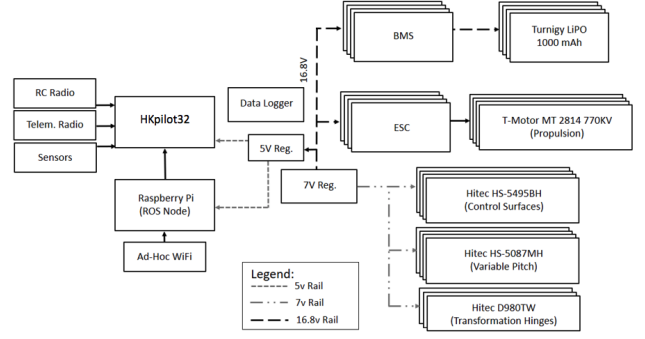 RC Radio
Telem. Radio
Sensors
HKpilot32
Raspberry Pi
(ROS Node)
Ad-Hoc WiFi
Data Logger
5V Reg.
7V Reg.
16.8V
BMS
Turnigy LiPO
1000 mAh
ESC
T-Motor MT 2814 770KV
(Propulsion)
Hitec HS-5495BH
(Control Surfaces)
Hitec HS-5087MH
(Variable Pitch)
Hitec D980TW
(Transformation Hinges)
Legend:
5v Rail
7v Rail
16.8v Rail